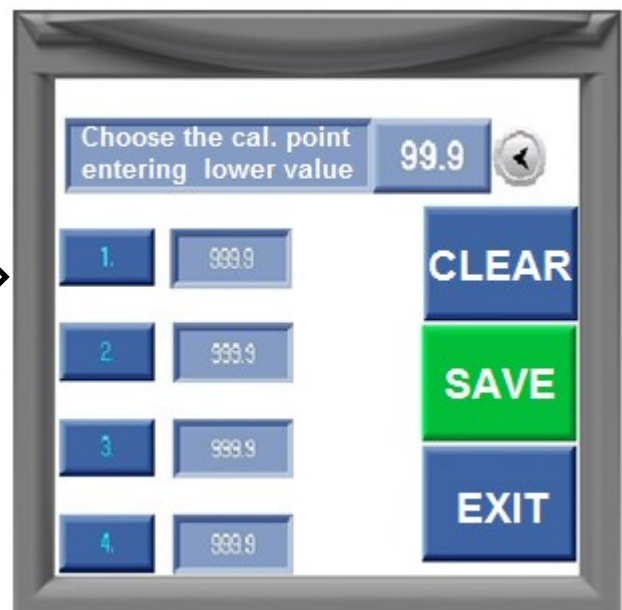 Choose the cal. point
entering lower value
99.9
1.
999.9
CLEAR
2.
999.9
SAVE
3.
999.9
EXIT
4.
999.9